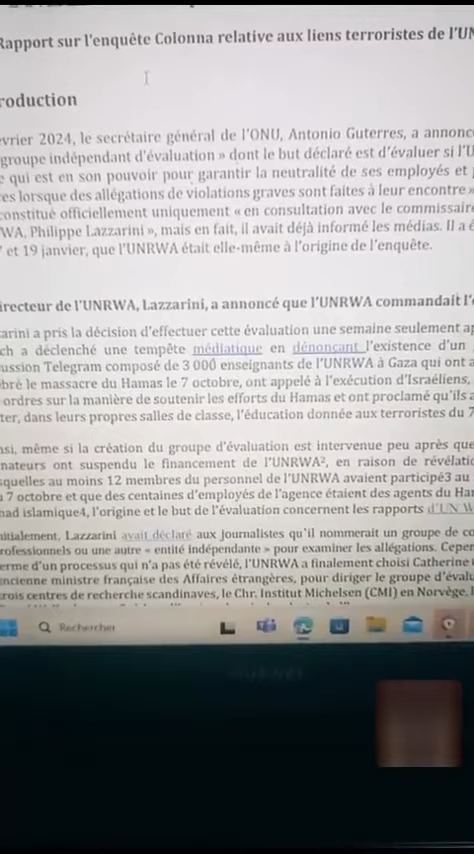 Rapport sur l'enquête Colonna relative aux liens terroristes de l'UN
roduction
évrier 2024, le secrétaire général de l'ONU, Antonio Guterres, a annonc
groupe indépendant d'évaluation » dont le but déclaré est d'évaluer si l'U
e qui est en son pouvoir pour garantir la neutralité de ses employés et
es lorsque des allégations de violations graves sont faites à leur encontre »
constitué officiellement uniquement « en consultation avec le commissaire
WA, Philippe Lazzarini », mais en fait, il avait déjà informé les médias. Il a é
7 et 19 janvier, que l'UNRWA était elle-même à l'origine de l'enquête.
irecteur de l'UNRWA, Lazzarini, a annoncé que l'UNRWA commandait l'e
arini a pris la décision d'effectuer cette évaluation une semaine seulement ap
ch a déclenché une tempête médiatique en dénonçant l'existence d'un
ussion Telegram composé de 3 000 enseignants de l'UNRWA à Gaza qui ont a
bré le massacre du Hamas le 7 octobre, ont appelé à l'exécution d'Israéliens,
ordres sur la manière de soutenir les efforts du Hamas et ont proclamé qu'ils a
ter, dans leurs propres salles de classe, l'éducation donnée aux terroristes du 7
nsi, même si la création du groupe d'évaluation est intervenue peu après que
nateurs ont suspendu le financement de l'UNRWA², en raison de révélatio
squelles au moins 12 membres du personnel de l'UNRWA avaient participé3 au
u 7 octobre et que des centaines d'employés de l'agence étaient des agents du Ha
had islamique4, l'origine et le but de l'évaluation concernent les rapports d'UN W
nitialement, Lazzarini avait déclaré aux journalistes qu'il nommerait un groupe de co
rofessionnels ou une autre « entité indépendante » pour examiner les allégations. Cepen
erme d'un processus qui n'a pas été révélé, l'UNRWA a finalement choisi Catherine
ncienne ministre française des Affaires étrangères, pour diriger le groupe d'éval
rois centres de recherche scandinaves, le Chr. Institut Michelsen (CMI) en Norvège, l
Rechercher